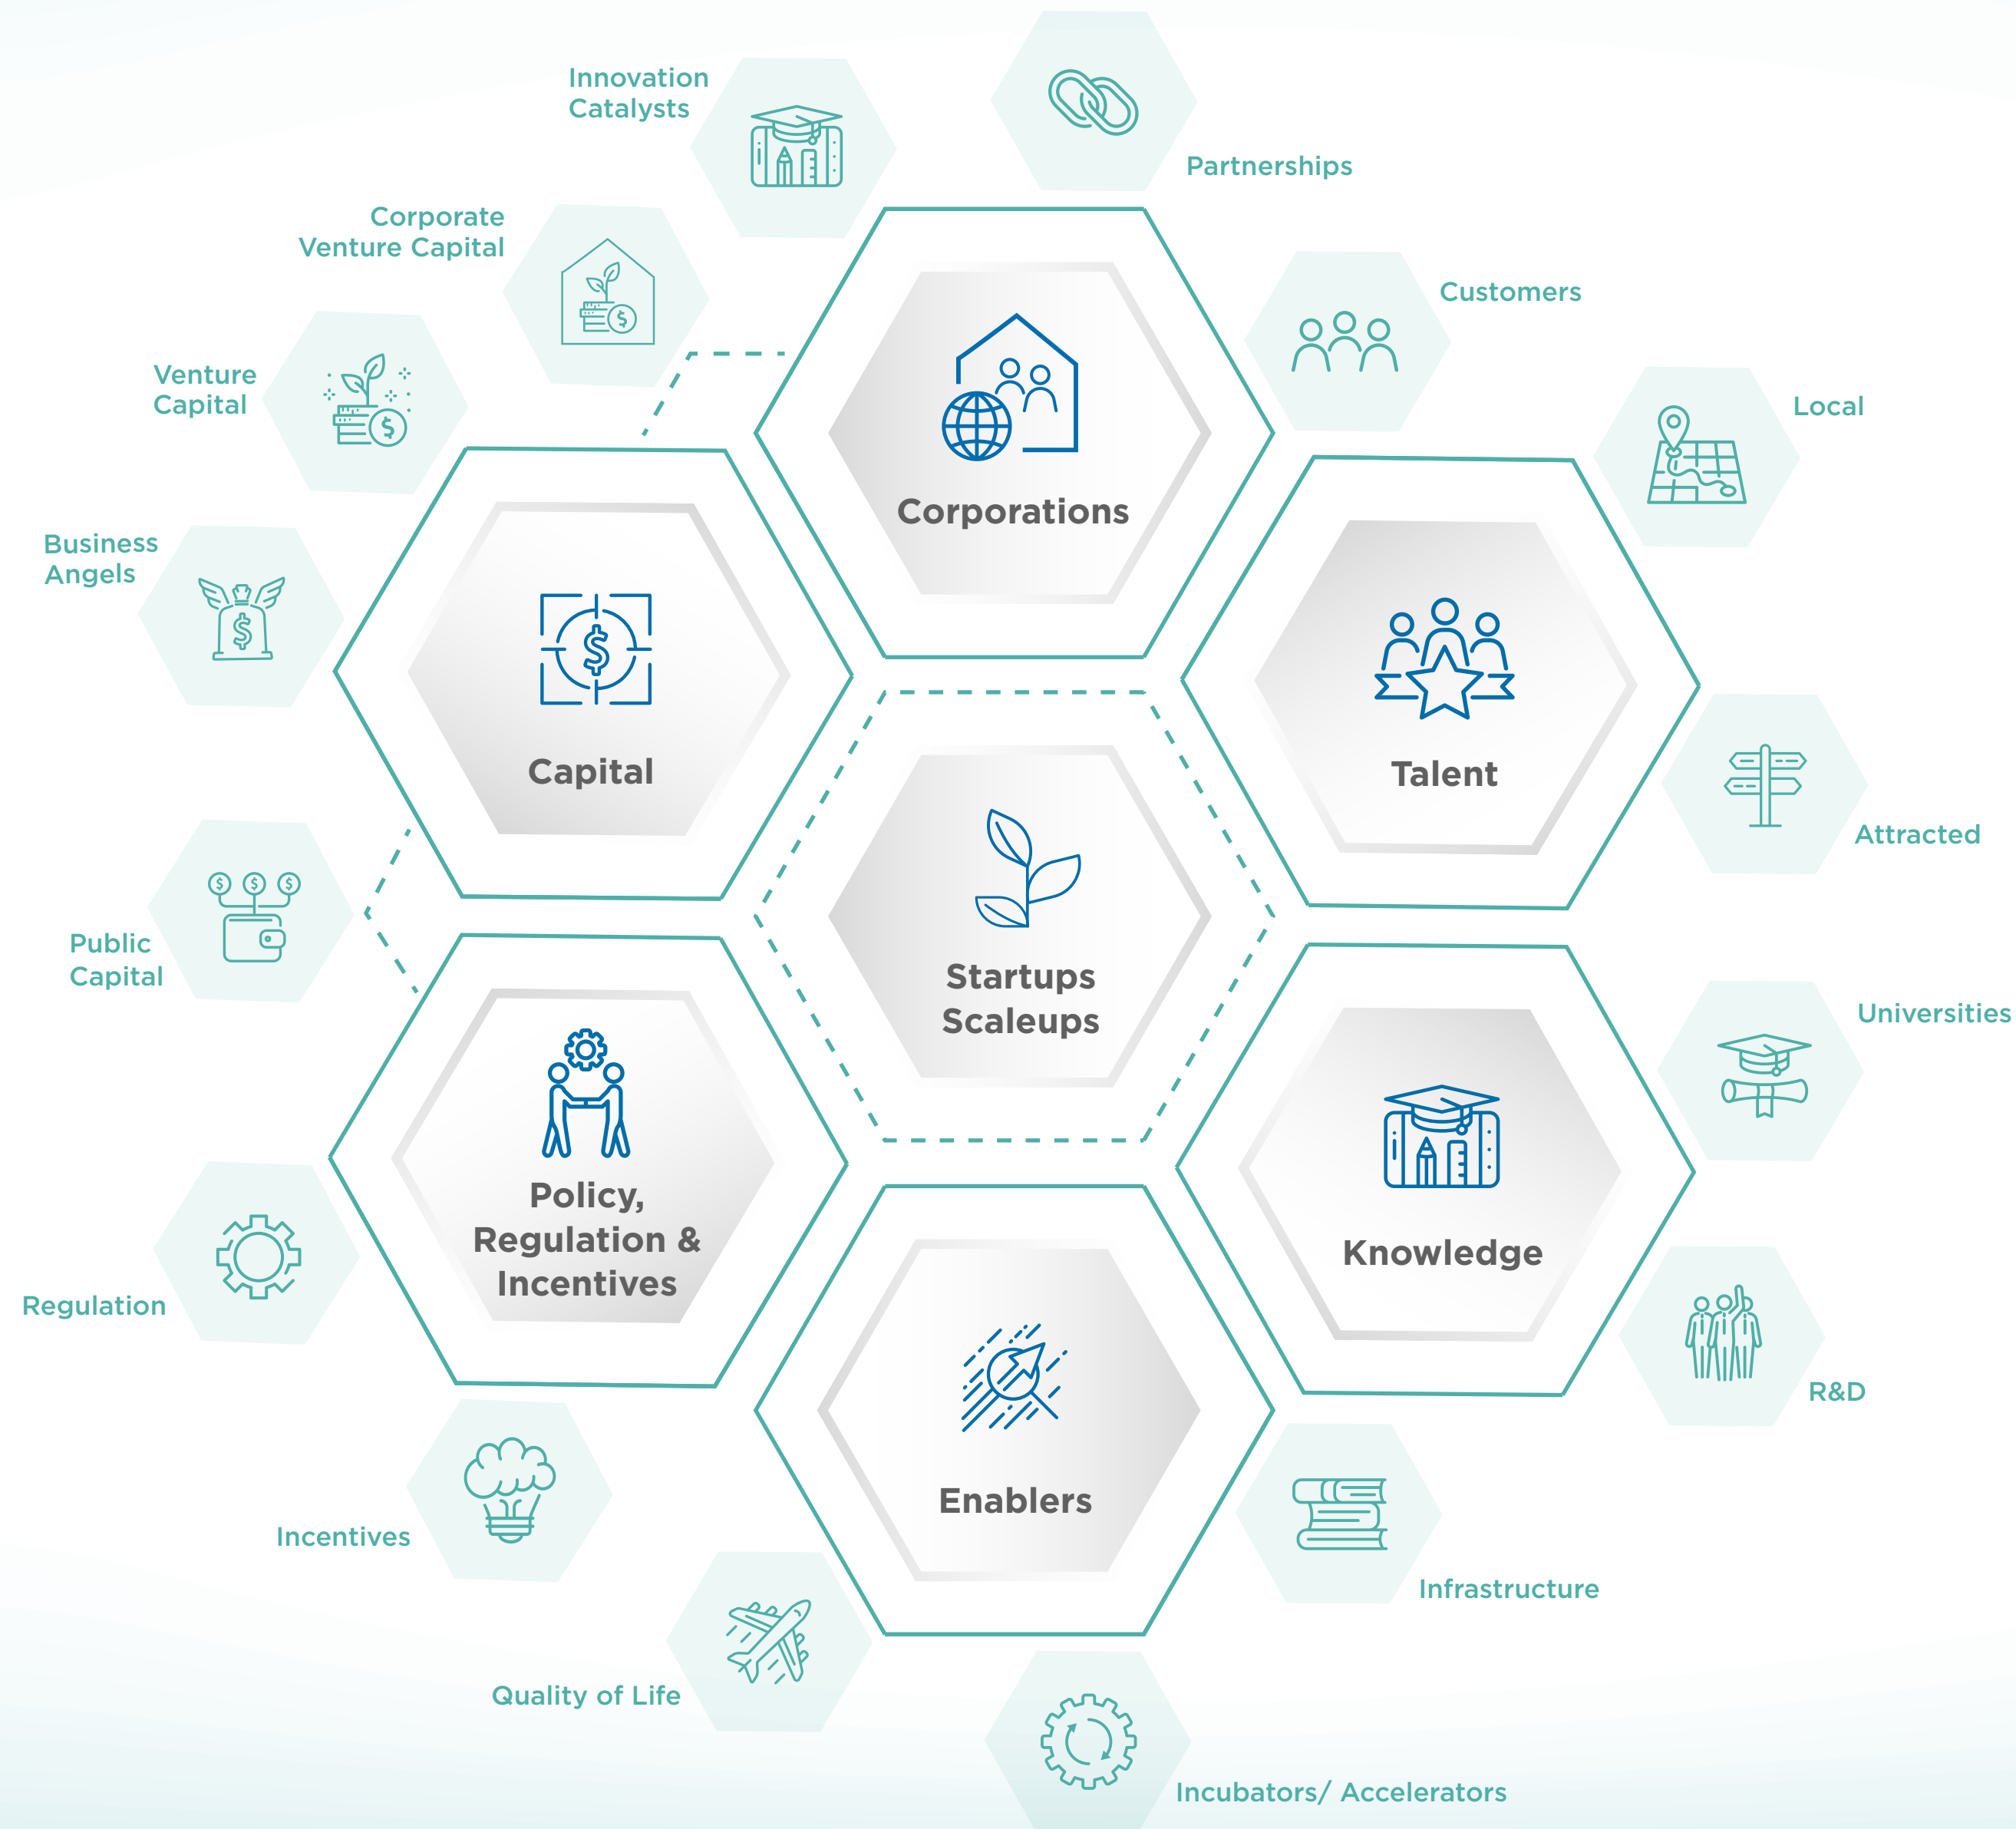 Innovation
Catalysts
Partnerships
Corporate
Venture Capital
Customers
Venture
Capital
Local
Corporations
Business
Angels
Capital
Talent
Attracted
Public
Capital
Startups
Scaleups
Universities
Policy,
Regulation &
Incentives
Knowledge
Regulation
R&D
Enablers
Incentives
Infrastructure
Quality of Life
Incubators/ Accelerators
$
$
$
$
$
$
$